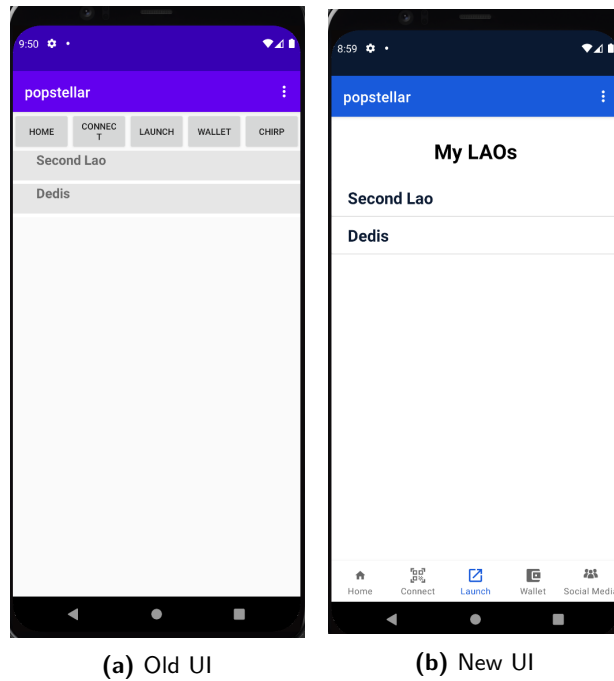 9:50
popstellar
HOME
CONNEC
T
LAUNCH
WALLET
CHIRP
Second Lao
Dedis
(a) Old UI
8:59
popstellar
My LAOs
Second Lao
Dedis
Home
Connect
Launch
Wallet
Social Media
(b) New UI